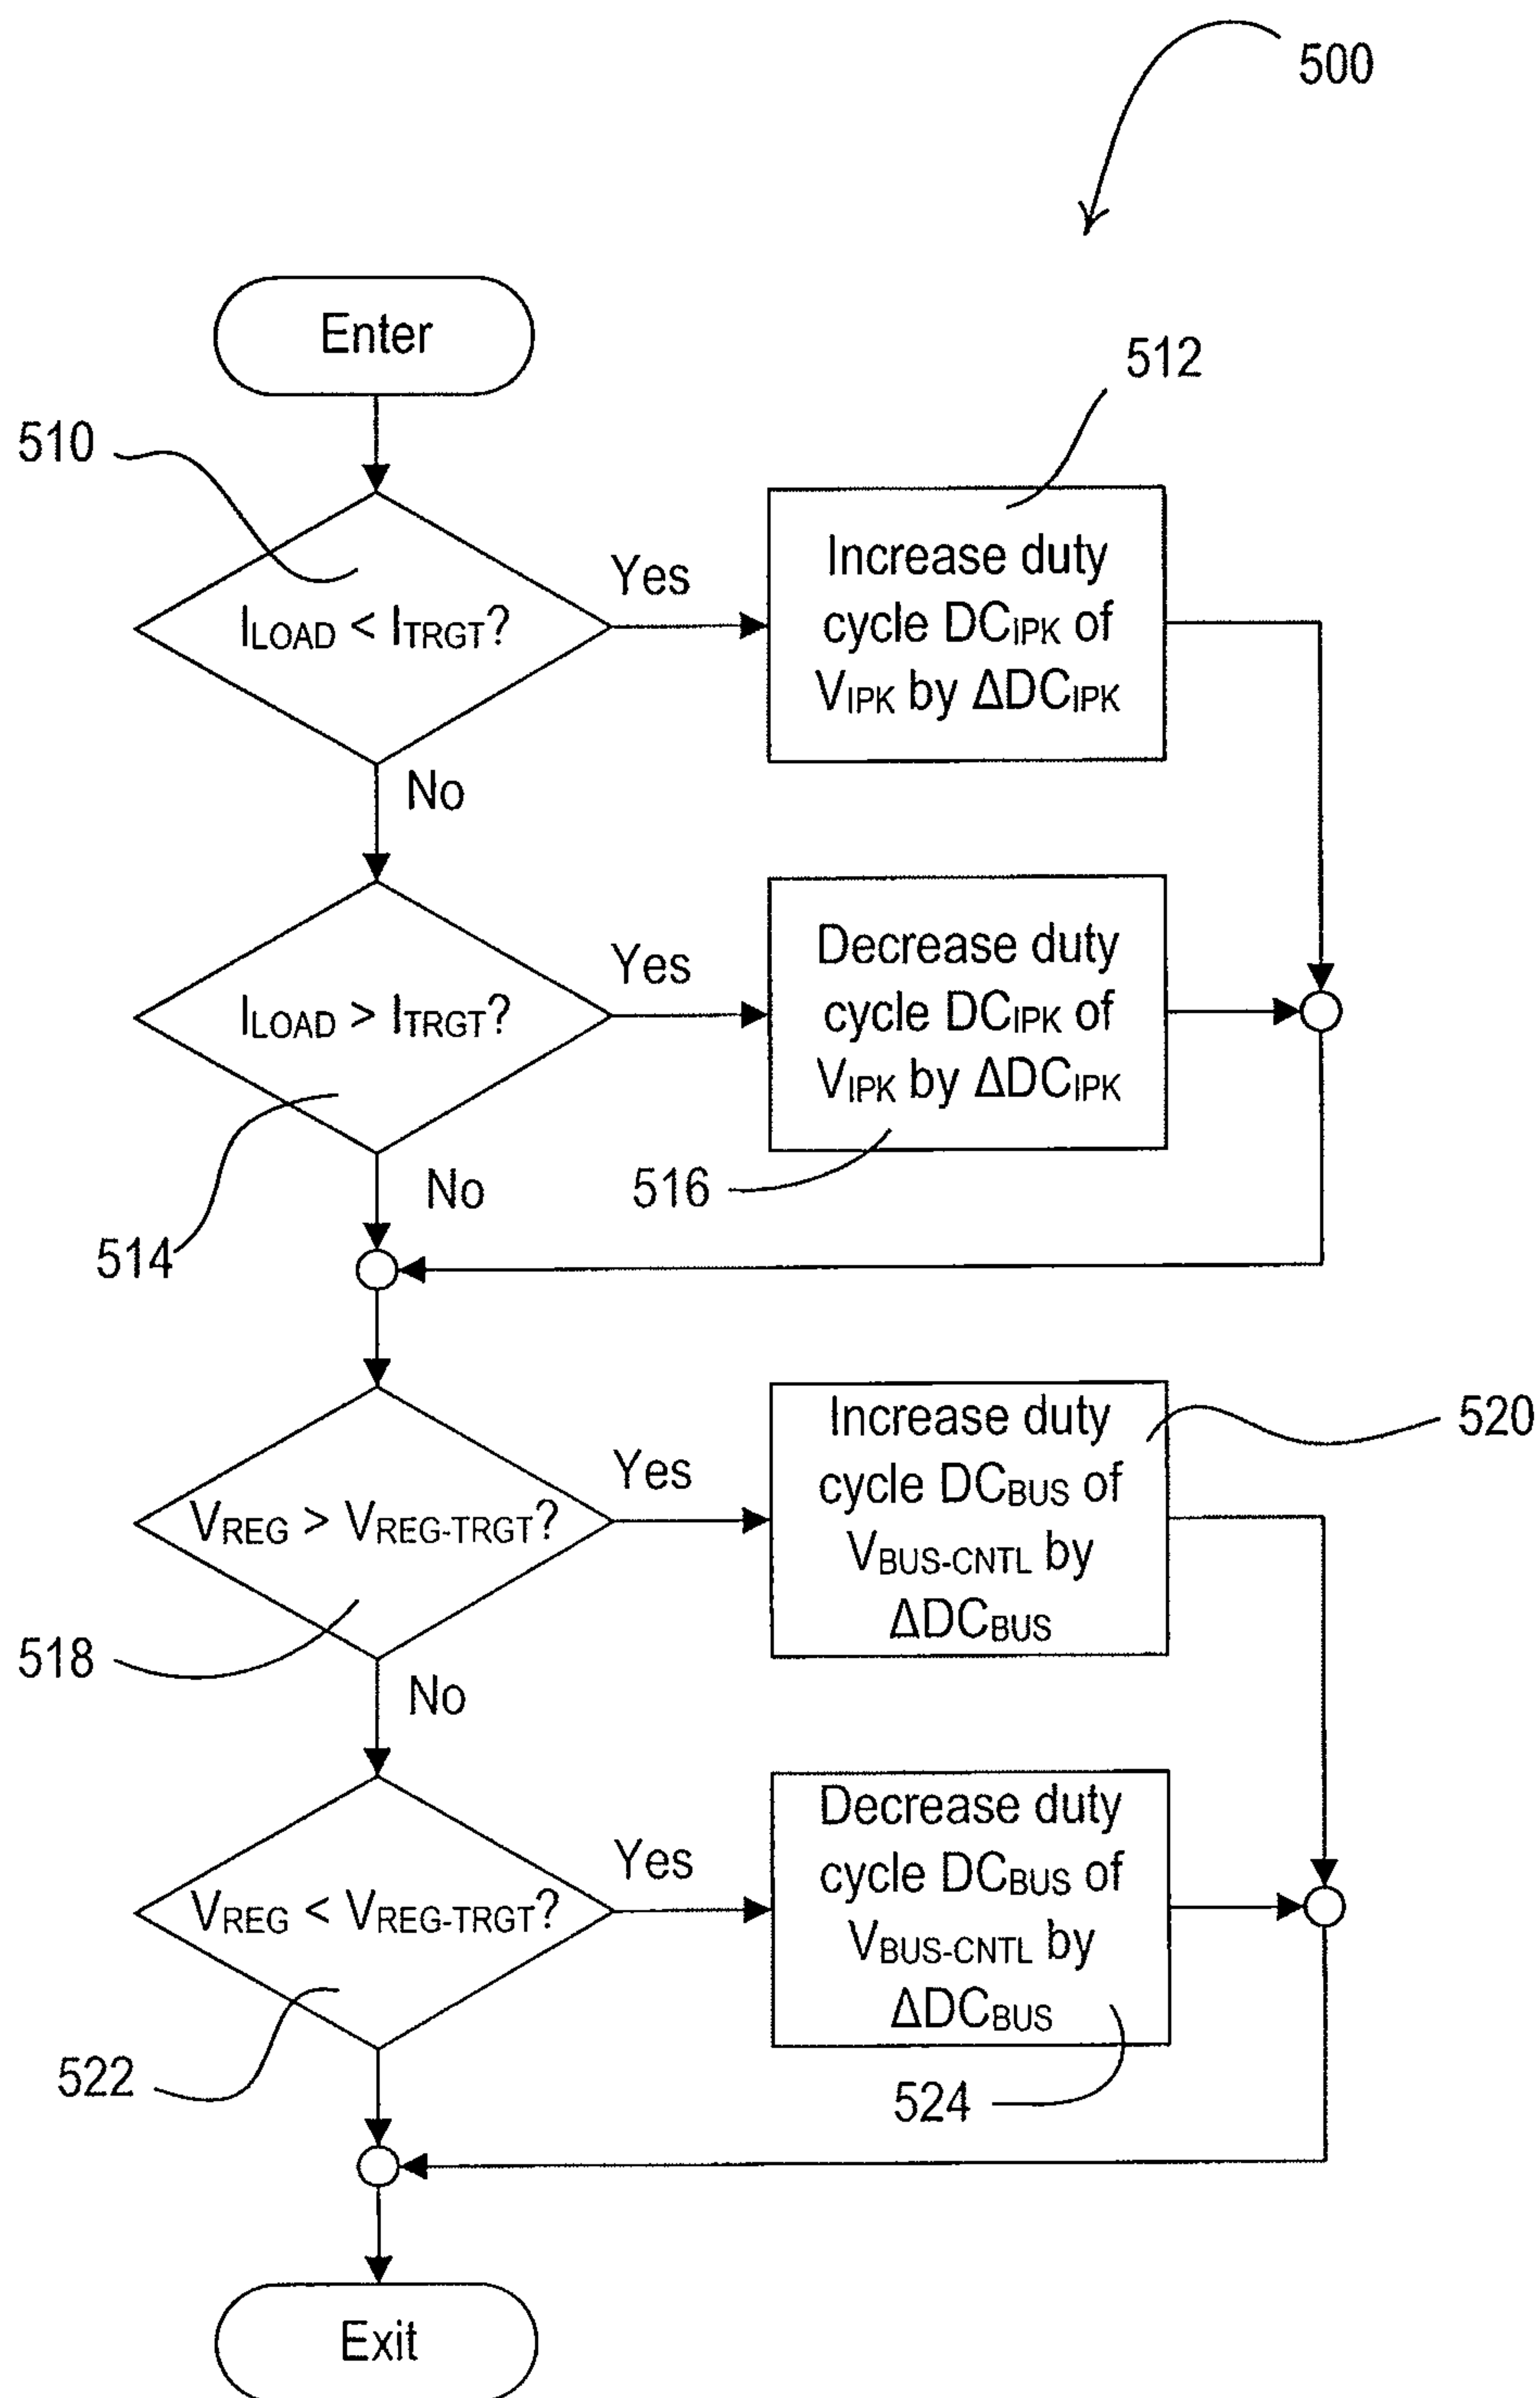 500
Enter
512
510
Increase duty
cycle DCIPK of
VIPK by ΔDCIPK
ILOAD < ITRGT?
Yes
No
Decrease duty
cycle DCIPK of
VIPK by ΔDCIPK
ILOAD > ITRGT?
Yes
516
No
514
Increase duty
cycle DCBUS of
VBUS-CNTL by
ΔDCBUS
520
VREG > VREG-TRGT?
Yes
518
No
Decrease duty
cycle DCBUS of
VBUS-CNTL by
ΔDCBUS
VREG < VREG-TRGT?
Yes
522
524
Exit